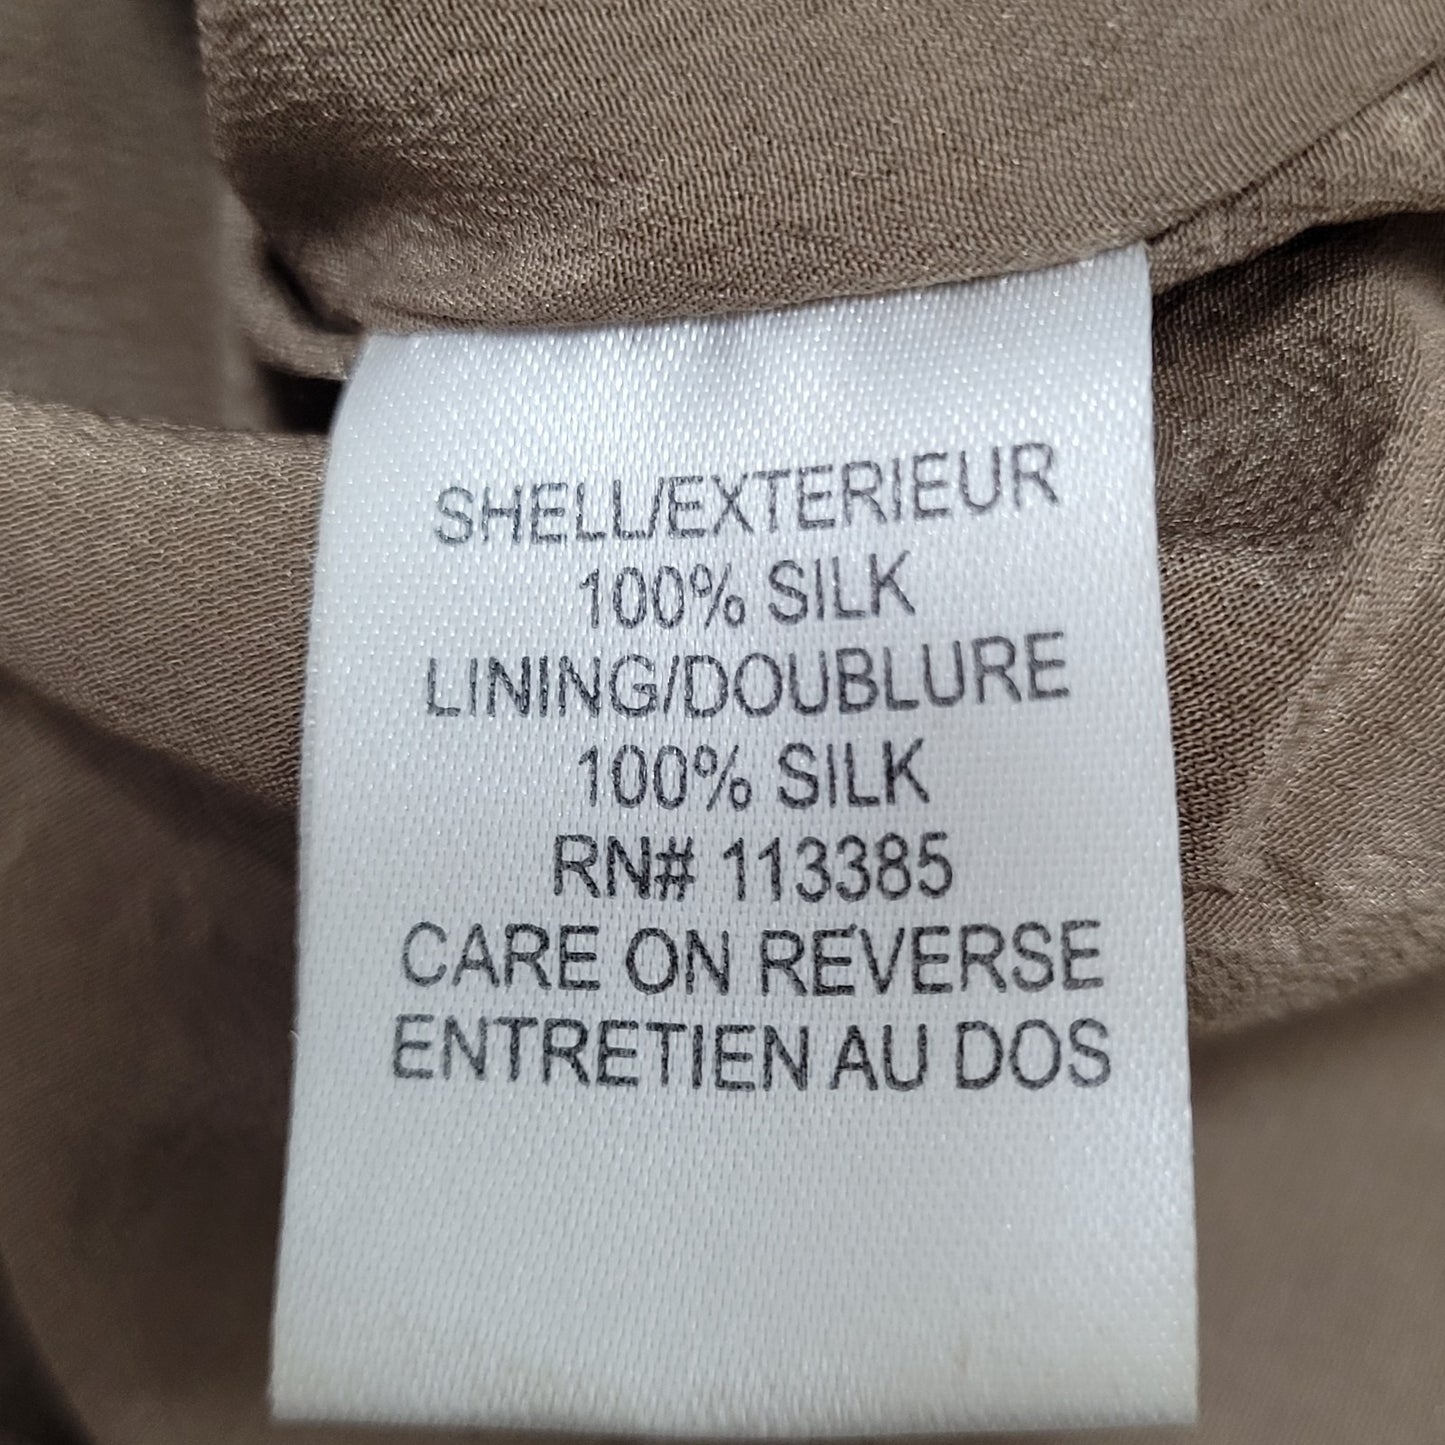 SHELL/EXTERIEUR
100% SILK
LINING/DOUBLURE
100% SILK
RN# 113385
CARE ON REVERSE
ENTRETIEN AU DOS